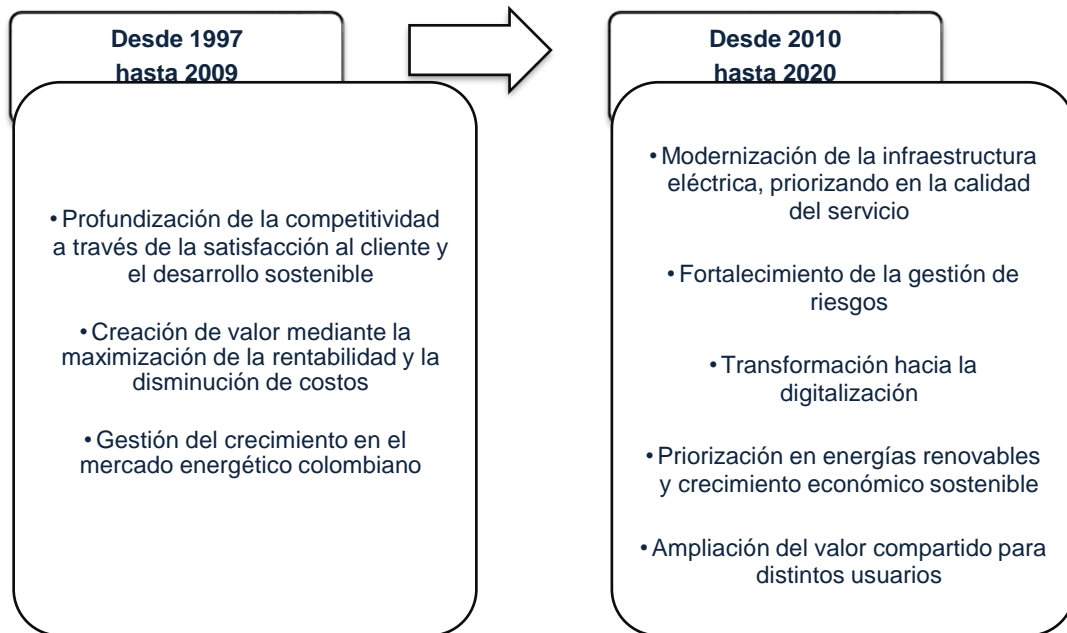 Desde 1997
hasta 2009
• Profundización de la competitividad
a través de la satisfacción al cliente y
el desarrollo sostenible
• Creación de valor mediante la
maximización de la rentabilidad y la
disminución de costos
• Gestión del crecimiento en el
mercado energético colombiano
Desde 2010
hasta 2020
• Modernización de la infraestructura
eléctrica, priorizando en la calidad
del servicio
• Fortalecimiento de la gestión de
riesgos
• Transformación hacia la
digitalización
• Priorización en energías renovables
y crecimiento económico sostenible
• Ampliación del valor compartido para
distintos usuarios